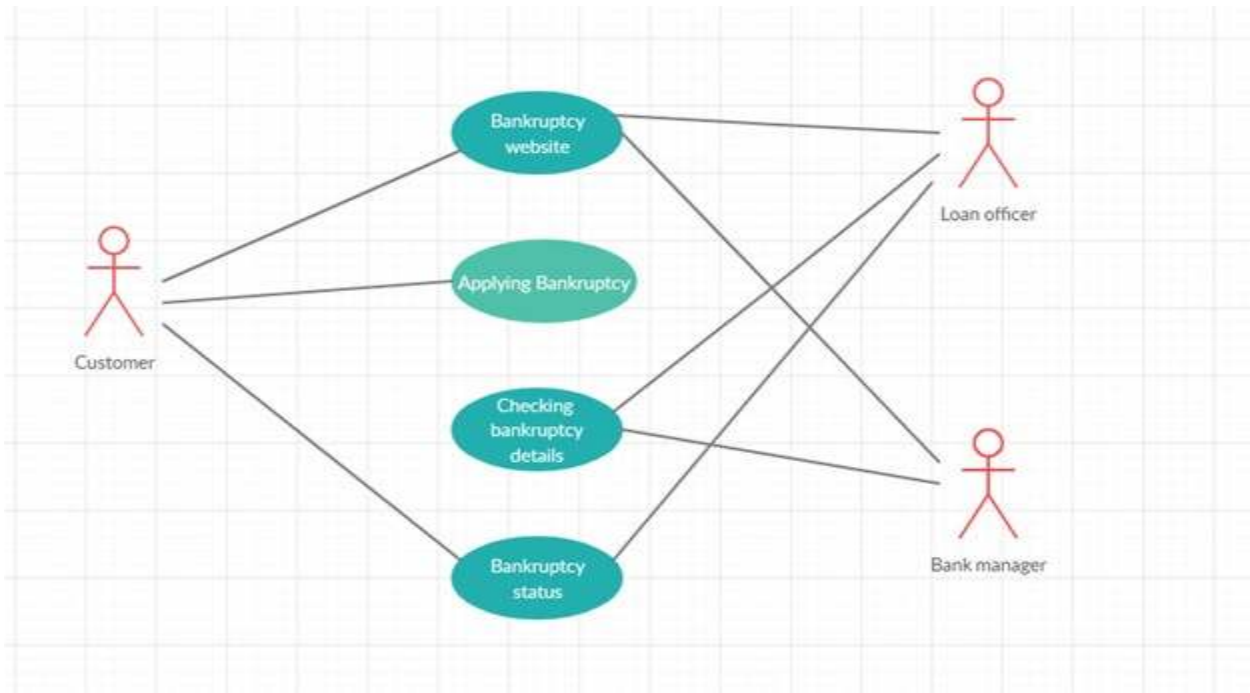 Bankruptcy
website
Loan officer
Applying Bankruptcy
Customer
Checking
bankruptcy
details
Bankruptcy
status
Bank manager